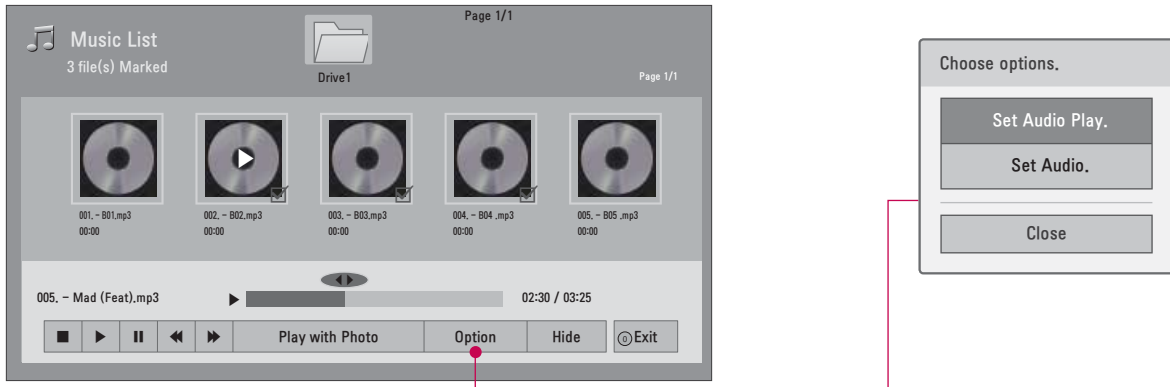 Page 1/1
Music List
3 file(s) Marked
Drive1
Page 1/1
001. - B01.mp3
00:00
002. - B02.mp3
00:00
003. - B03.mp3
00:00
004. - B04 .mp3
00:00
005. - B05 .mp3
00:00
005. - Mad (Feat).mp3
02:30 / 03:25
Play with Photo
Option
Hide
0 Exit
Choose options.
Set Audio Play.
Set Audio.
Close